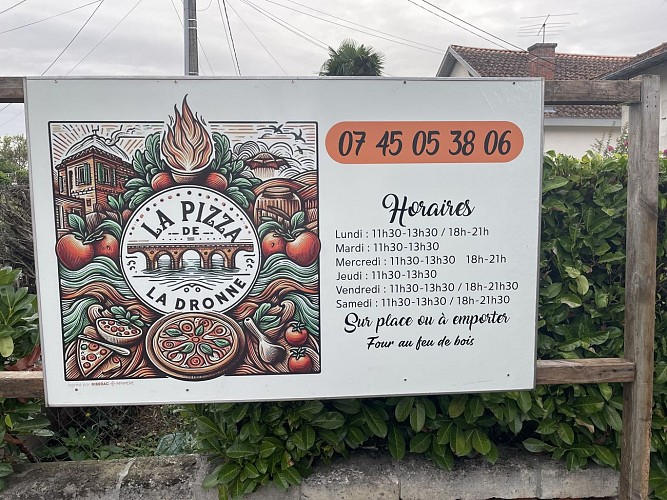 LA PIZZA
DE
LA DRONNE
07 45 05 38 06
Horaires
Lundi : 11h30-13h30 / 18h-21h
Mardi : 11h30-13h30
Mercredi : 11h30-13h30 18h-21h
Jeudi : 11h30-13h30
Vendredi : 11h30-13h30 / 18h-21h30
Samedi : 11h30-13h30 / 18h-21h30
Sur place ou à emporter
Four au feu de bois
RIBERAC